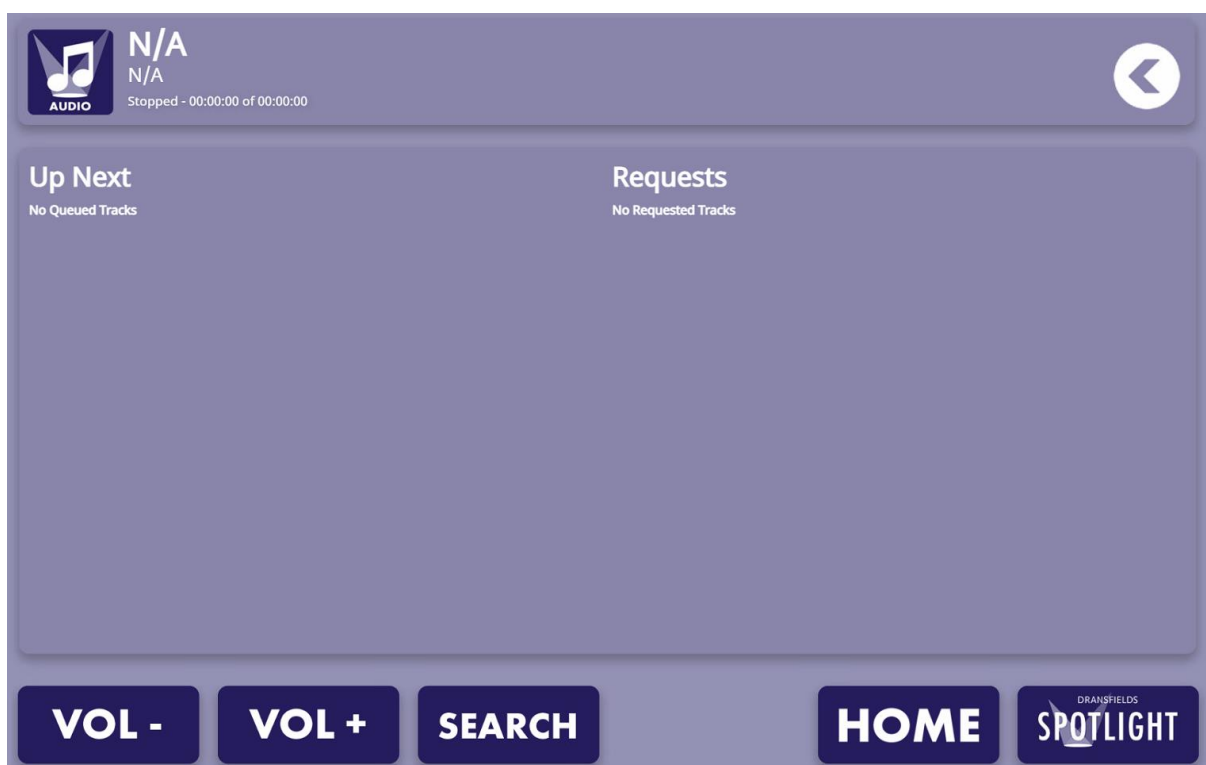 AUDIO
N/A
N/A
Stopped - 00:00:00 of 00:00:00
Up Next
No Queued Tracks
Requests
No Requested Tracks
VOL -
VOL +
SEARCH
HOME
DRANSFIELDS
SPOTLIGHT